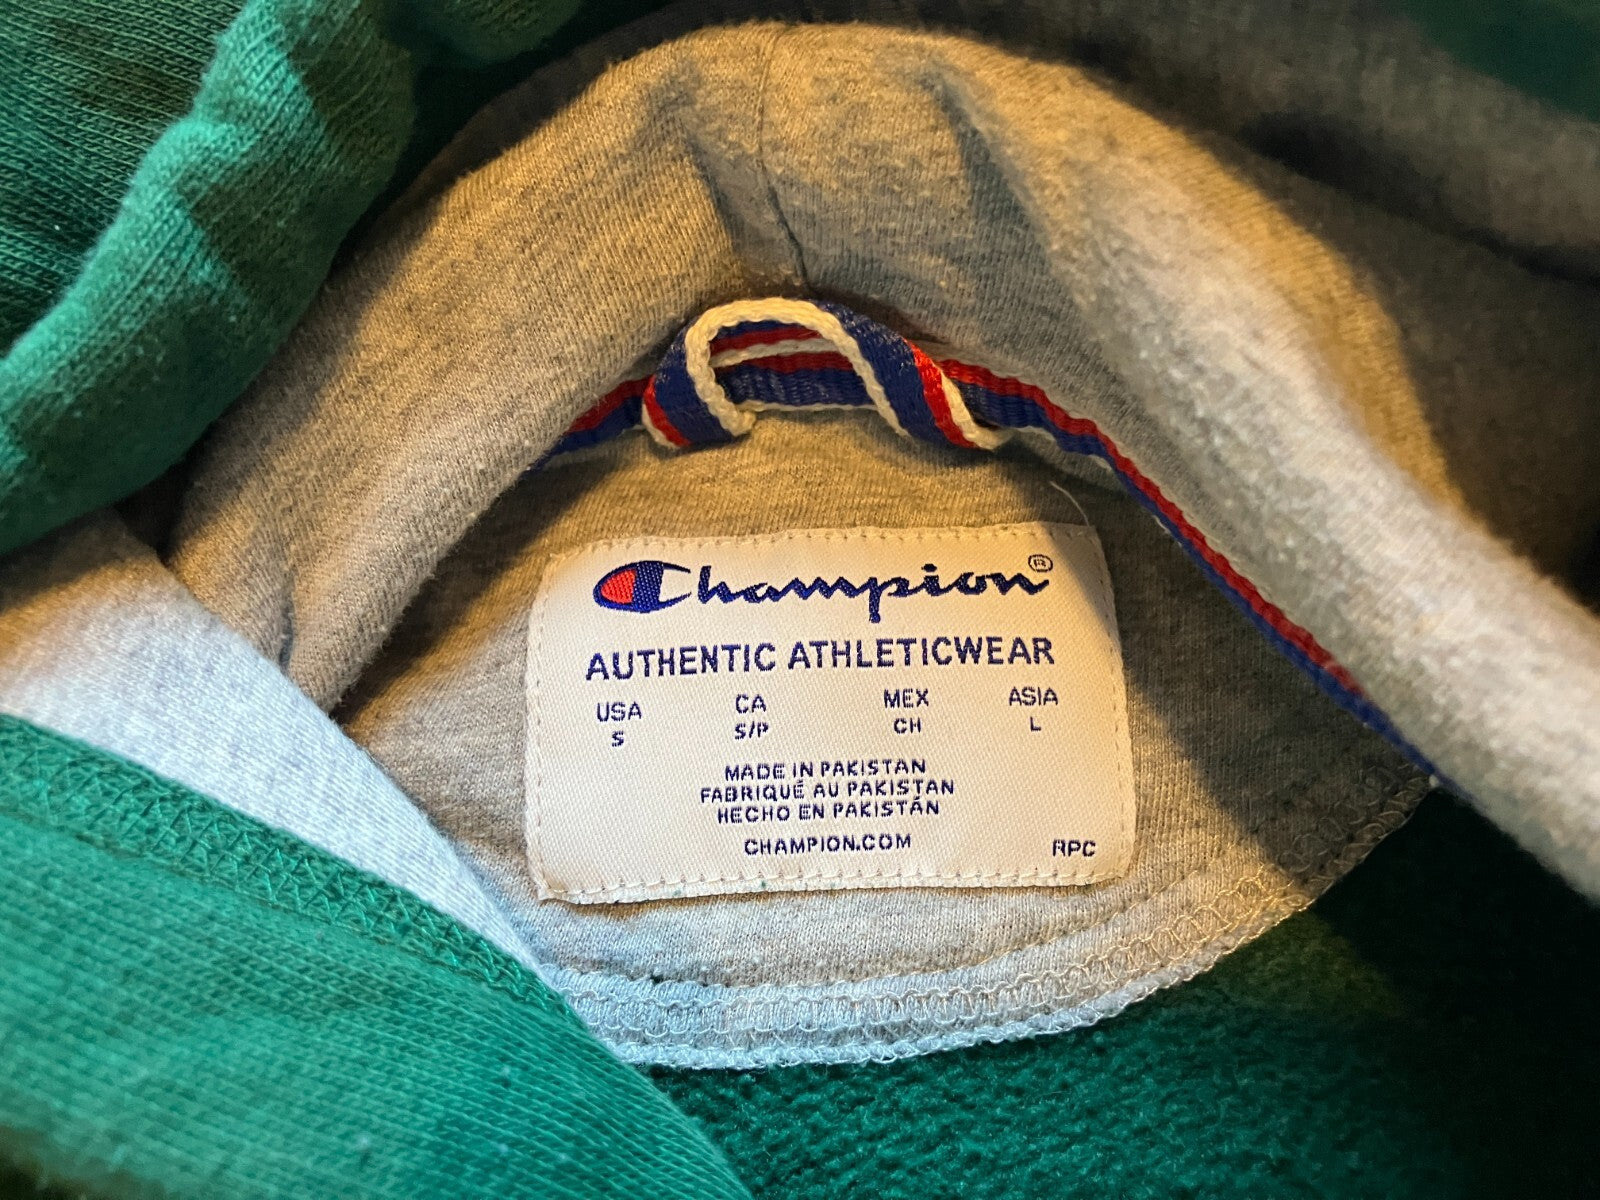 Champion®
AUTHENTIC ATHLETICWEAR
USA CA MEX ASIA
S S/P CH L
MADE IN PAKISTAN
FABRIQUÉ AU PAKISTAN
HECHO EN PAKISTÁN
CHAMPION.COM RPC